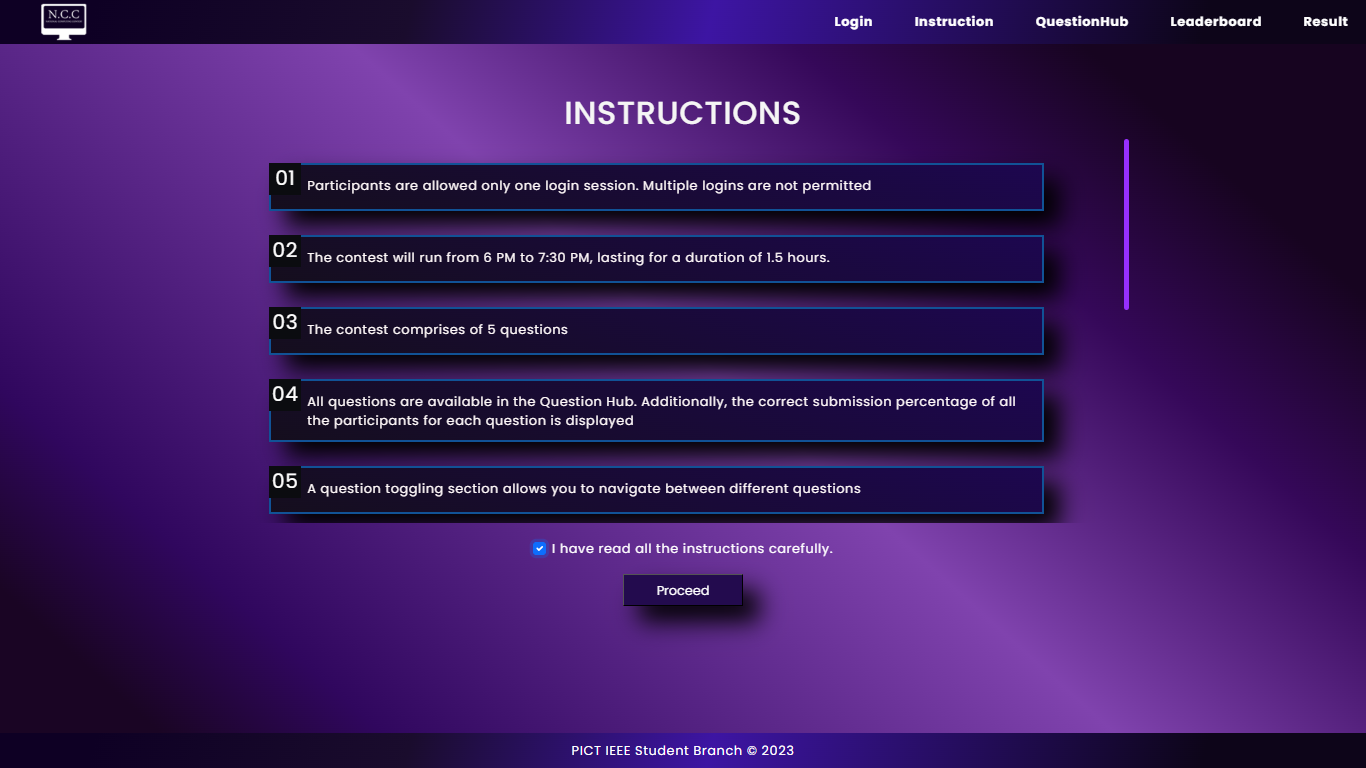 N.C.C
Login
Instruction
QuestionHub
Leaderboard
Result
INSTRUCTIONS
01
Participants are allowed only one login session. Multiple logins are not permitted
02
The contest will run from 6 PM to 7:30 PM, lasting for a duration of 1.5 hours.
03
The contest comprises of 5 questions
04
All questions are available in the Question Hub. Additionally, the correct submission percentage of all
the participants for each question is displayed
05
A question toggling section allows you to navigate between different questions
I have read all the instructions carefully.
Proceed
PICT IEEE Student Branch © 2023